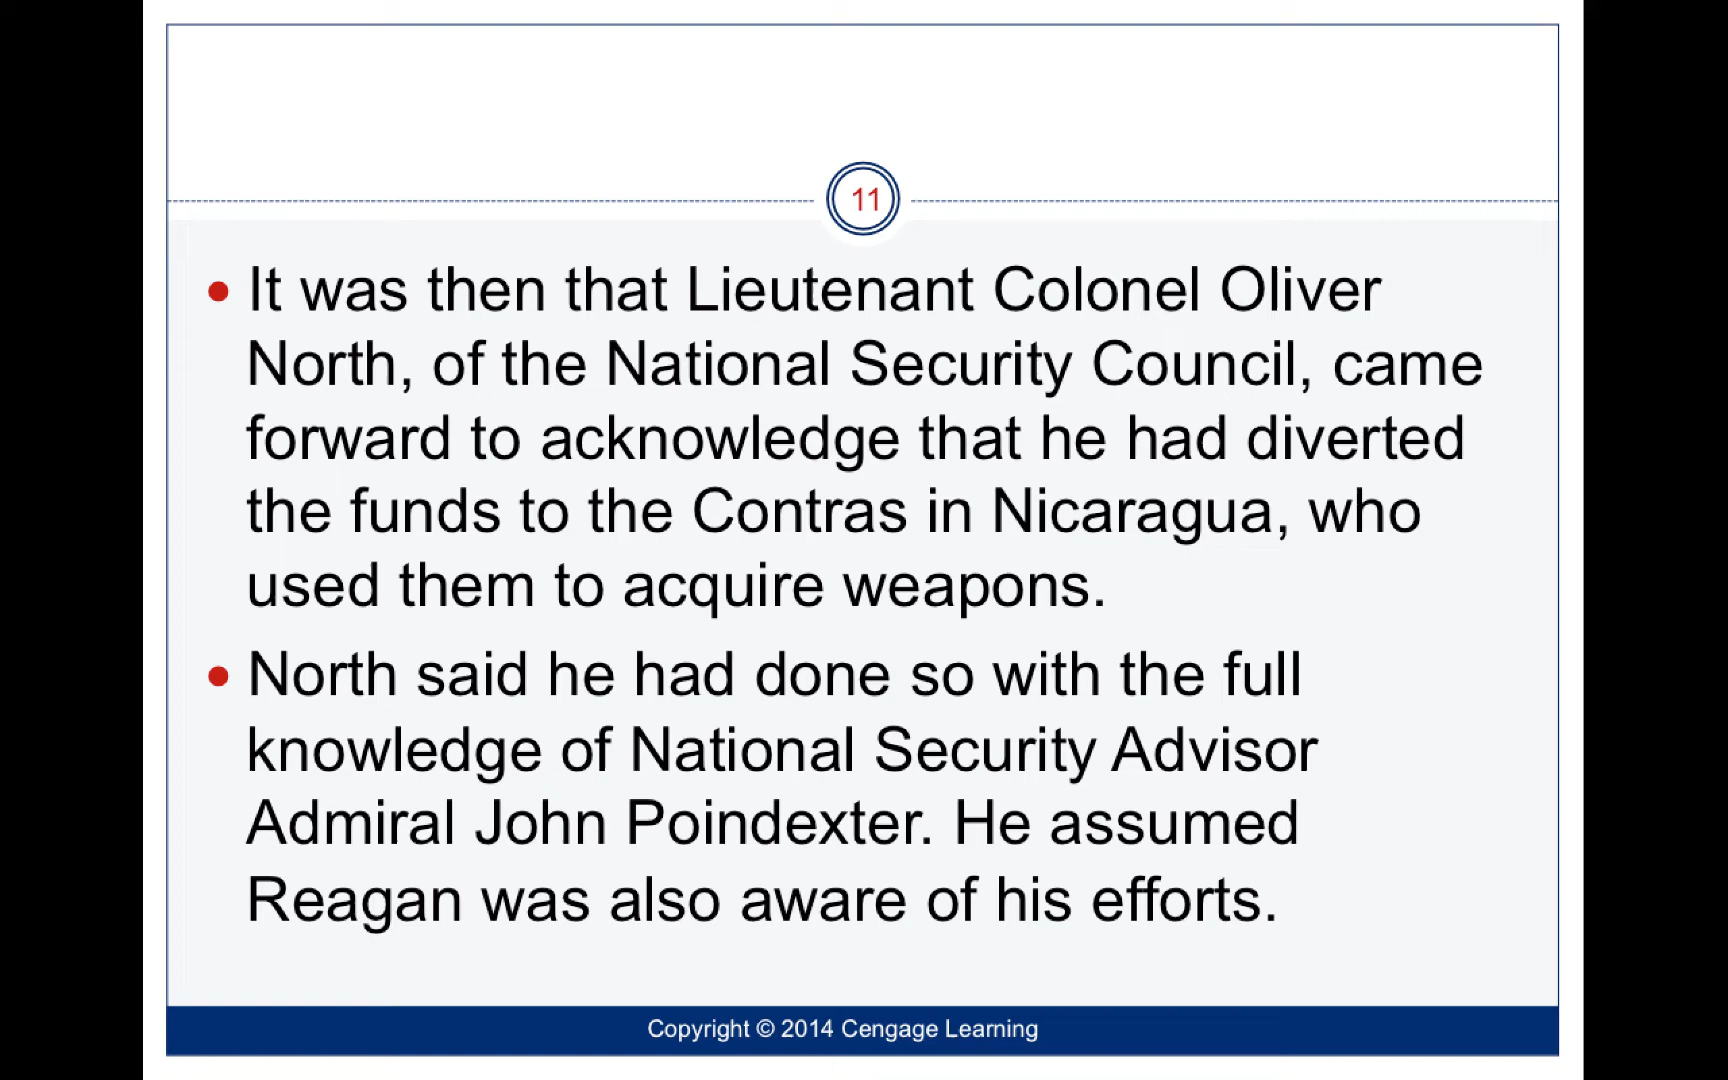 11
• It was then that Lieutenant Colonel Oliver
North, of the National Security Council, came
forward to acknowledge that he had diverted
the funds to the Contras in Nicaragua, who
used them to acquire weapons.
• North said he had done so with the full
knowledge of National Security Advisor
Admiral John Poindexter. He assumed
Reagan was also aware of his efforts.
Copyright © 2014 Cengage Learning